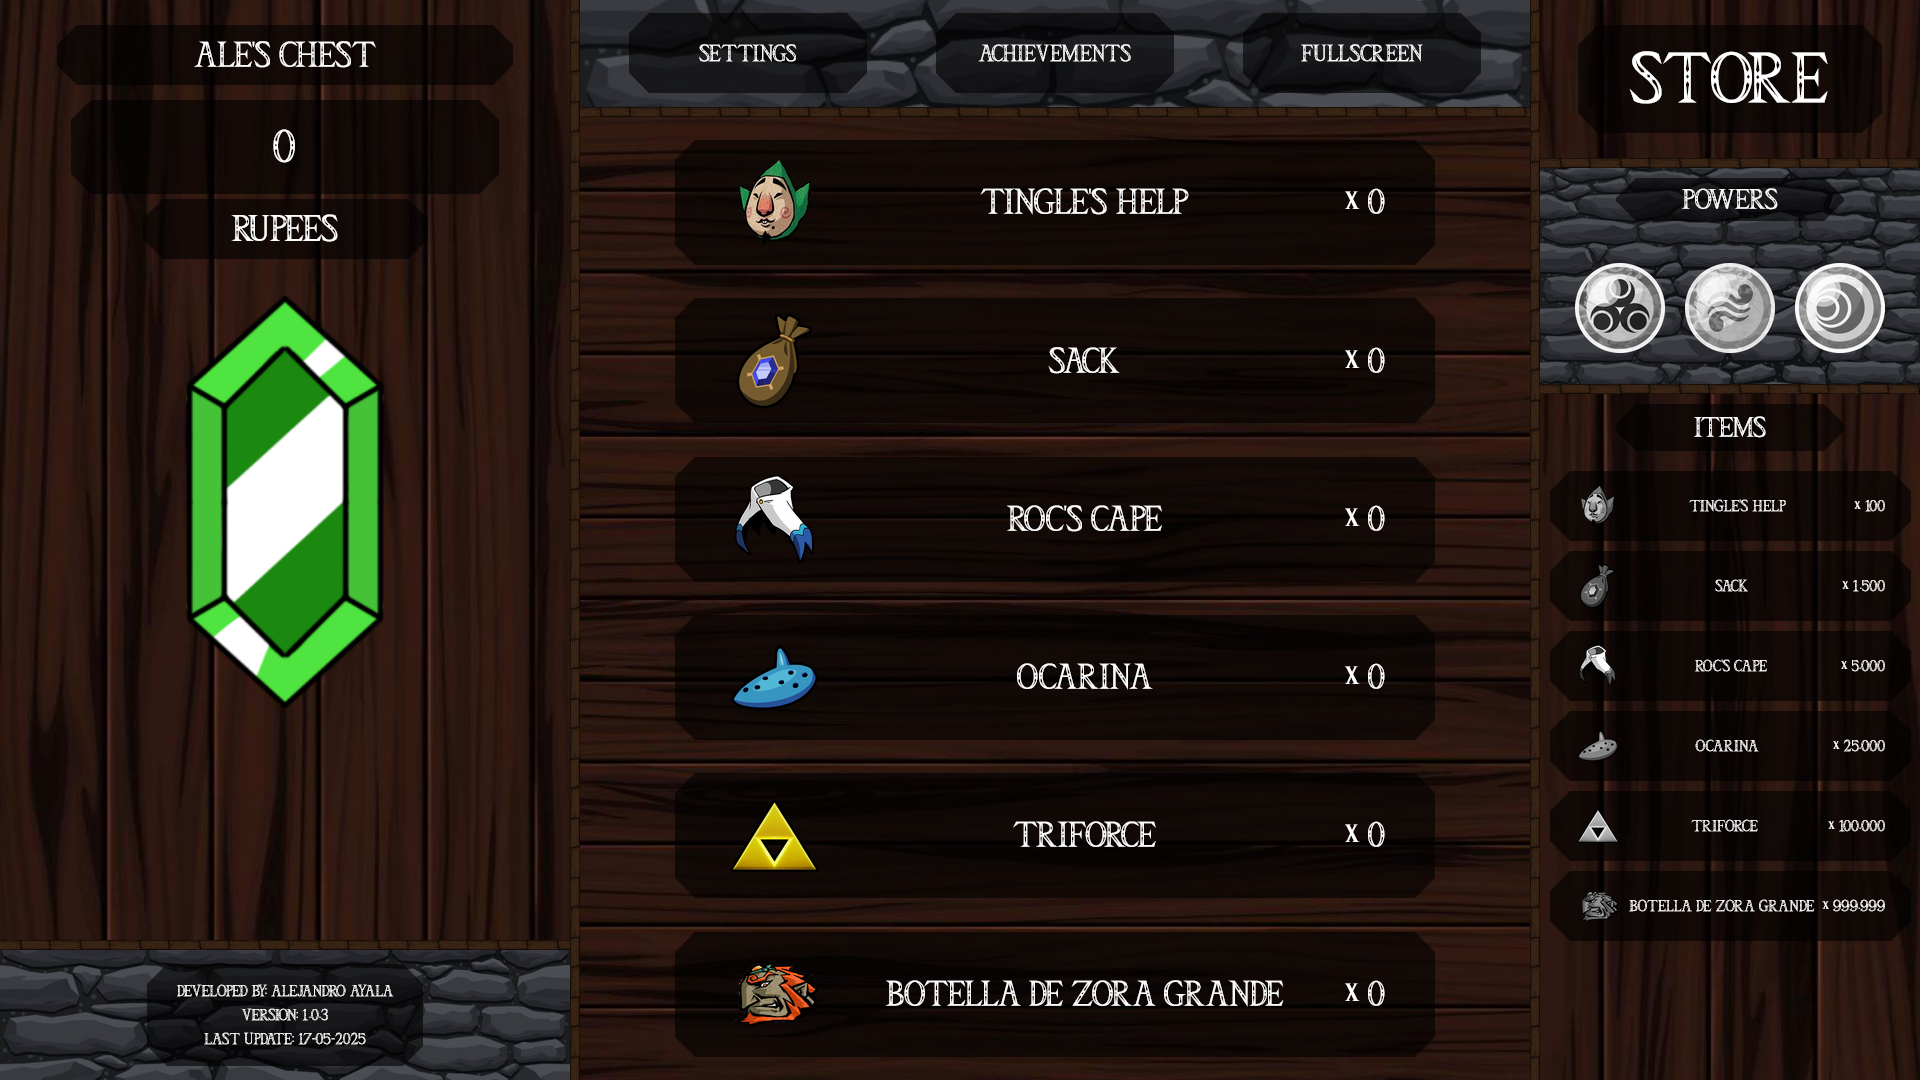 ALE'S CHEST
0
RUPEES
DEVELOPED BY: ALEJANDRO AYALA
VERSION: 1.0.3
LAST UPDATE: 17-05-2025
SETTINGS
ACHIEVEMENTS
FULLSCREEN
TINGLE'S HELP x 0
SACK x 0
ROC'S CAPE x 0
OCARINA x 0
TRIFORCE x 0
BOTELLA DE ZORA GRANDE x 0
STORE
POWERS
ITEMS
TINGLE'S HELP x 100
SACK x 1.500
ROC'S CAPE x 5.000
OCARINA x 25.000
TRIFORCE x 100.000
BOTELLA DE ZORA GRANDE x 999.999